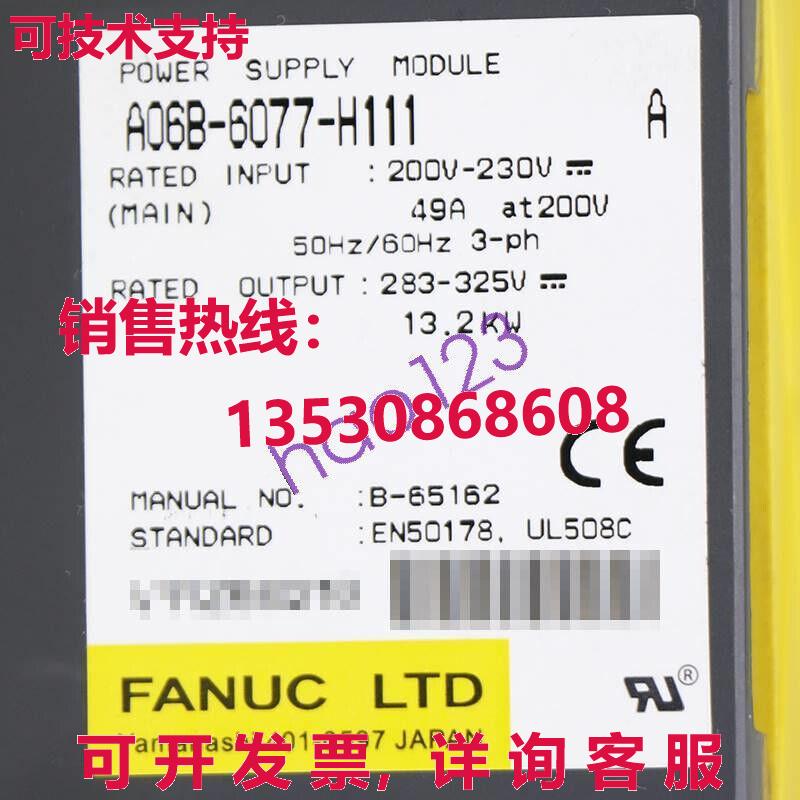 可技术支持
POWER SUPPLY MODULE
A06B-6077-H111 A
RATED INPUT : 200V-230V ⎓
(MAIN) 49A at200V
50Hz/60Hz 3-ph
RATED OUTPUT : 283-325V ⎓
销售热线:
13.2KW
hao123
13530868608
CE
MANUAL NO. :B-65162
STANDARD :EN50178, UL508C
FANUC LTD
JAPAN
可开发票,详询客服